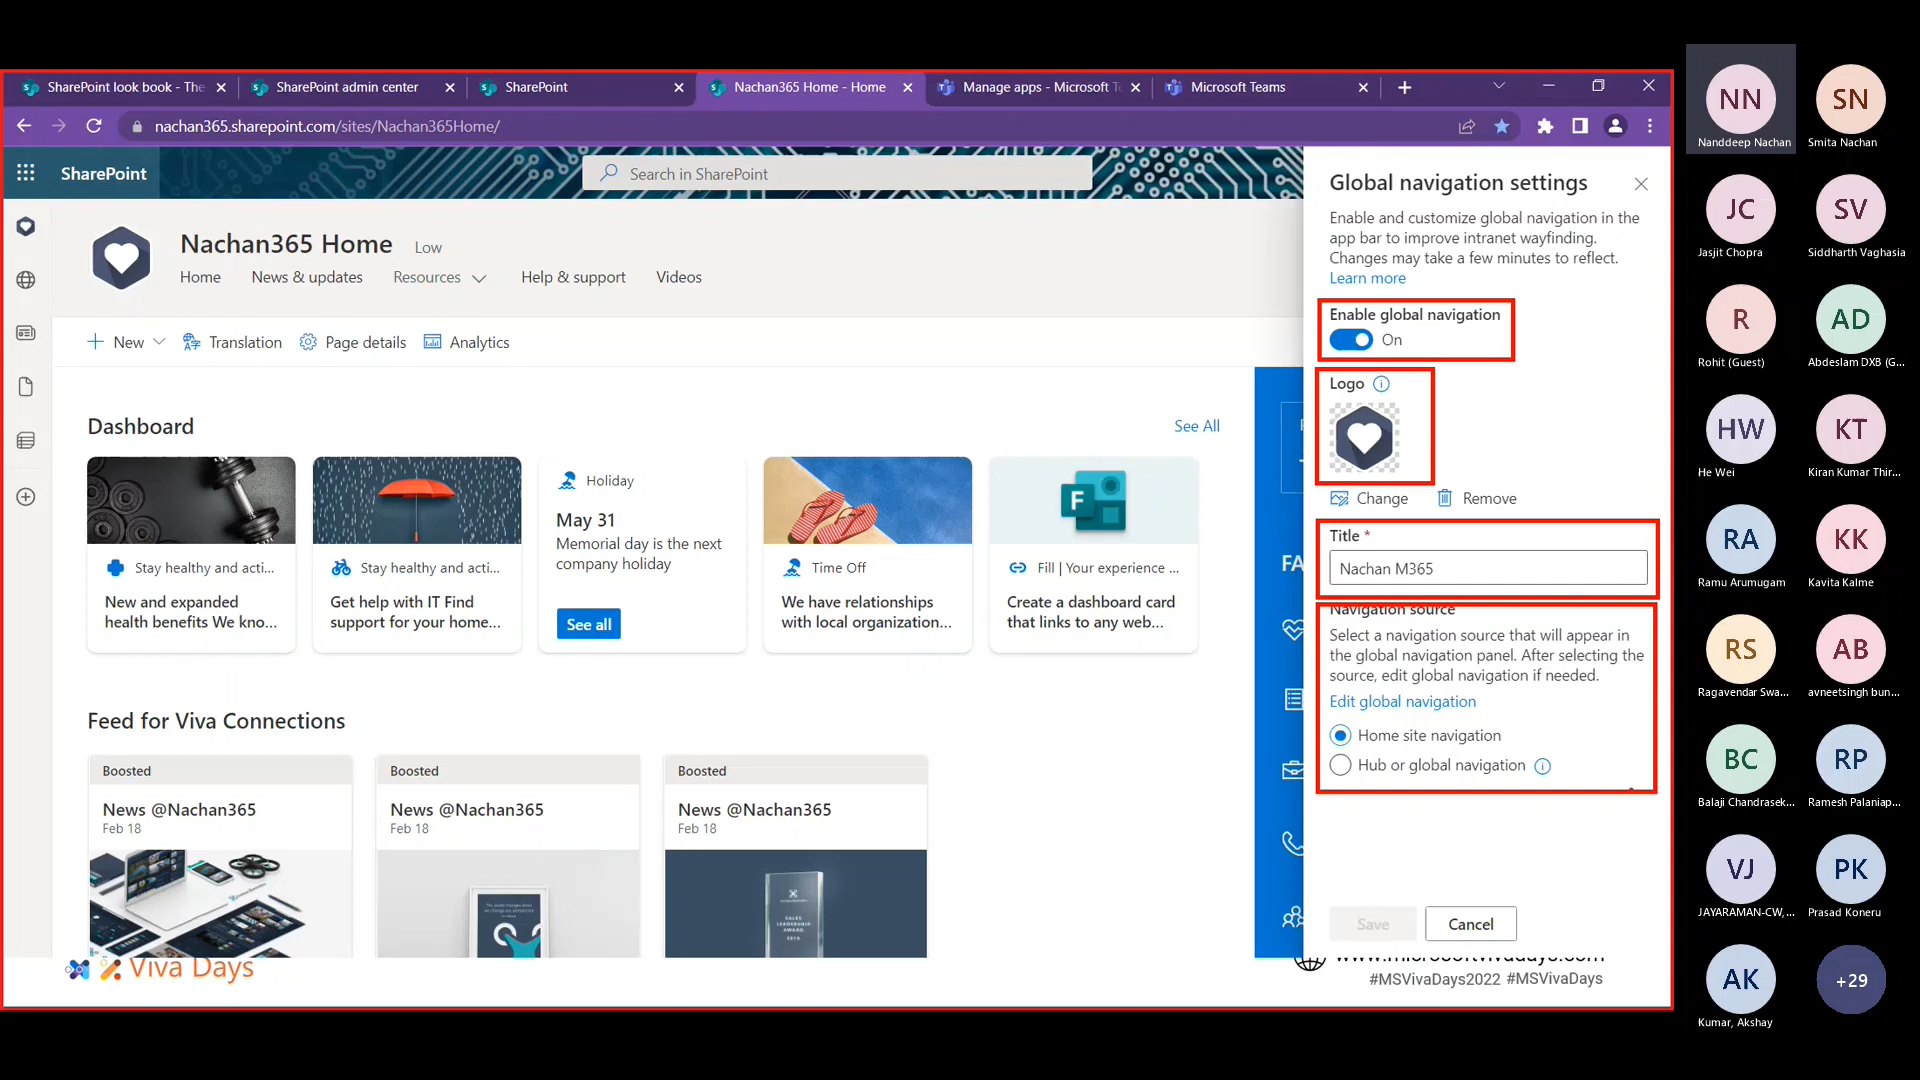 SharePoint look book - The
SharePoint admin center
SharePoint
Nachan365 Home - Home
Manage apps - Microsoft T
Microsoft Teams
nachan365.sharepoint.com/sites/Nachan365Home/
SharePoint
Search in SharePoint
Nachan365 Home
Low
Home
News & updates
Resources
Help & support
Videos
New
Translation
Page details
Analytics
Dashboard
See All
Stay healthy and acti...
New and expanded
health benefits We kno...
Stay healthy and acti...
Get help with IT Find
support for your home...
Holiday
May 31
Memorial day is the next
company holiday
See all
Time Off
We have relationships
with local organization...
F
Fill | Your experience ...
Create a dashboard card
that links to any web...
Feed for Viva Connections
Boosted
News @Nachan365
Feb 18
Boosted
News @Nachan365
Feb 18
Boosted
News @Nachan365
Feb 18
SALES
LEADERSHIP
AWARD
FA
Global navigation settings
Enable and customize global navigation in the
app bar to improve intranet wayfinding.
Changes may take a few minutes to reflect.
Learn more
Enable global navigation
On
Logo
Change
Remove
Title *
Nachan M365
Navigation source
Select a navigation source that will appear in
the global navigation panel. After selecting the
source, edit global navigation if needed.
Edit global navigation
Home site navigation
Hub or global navigation
Save
Cancel
Viva Days
www.microsoftvivadays.com
#MSVivaDays2022 #MSVivaDays
NN
Nanddeep Nachan
SN
Smita Nachan
JC
Jasjit Chopra
SV
Siddharth Vaghasia
R
Rohit (Guest)
AD
Abdeslam DXB (G...
HW
He Wei
KT
Kiran Kumar Thir...
RA
Ramu Arumugam
KK
Kavita Kalme
RS
Ragavendar Swa...
AB
avneetsingh bun...
BC
Balaji Chandrasek...
RP
Ramesh Palaniap...
VJ
JAYARAMAN-CW,...
PK
Prasad Koneru
AK
Kumar, Akshay
+29